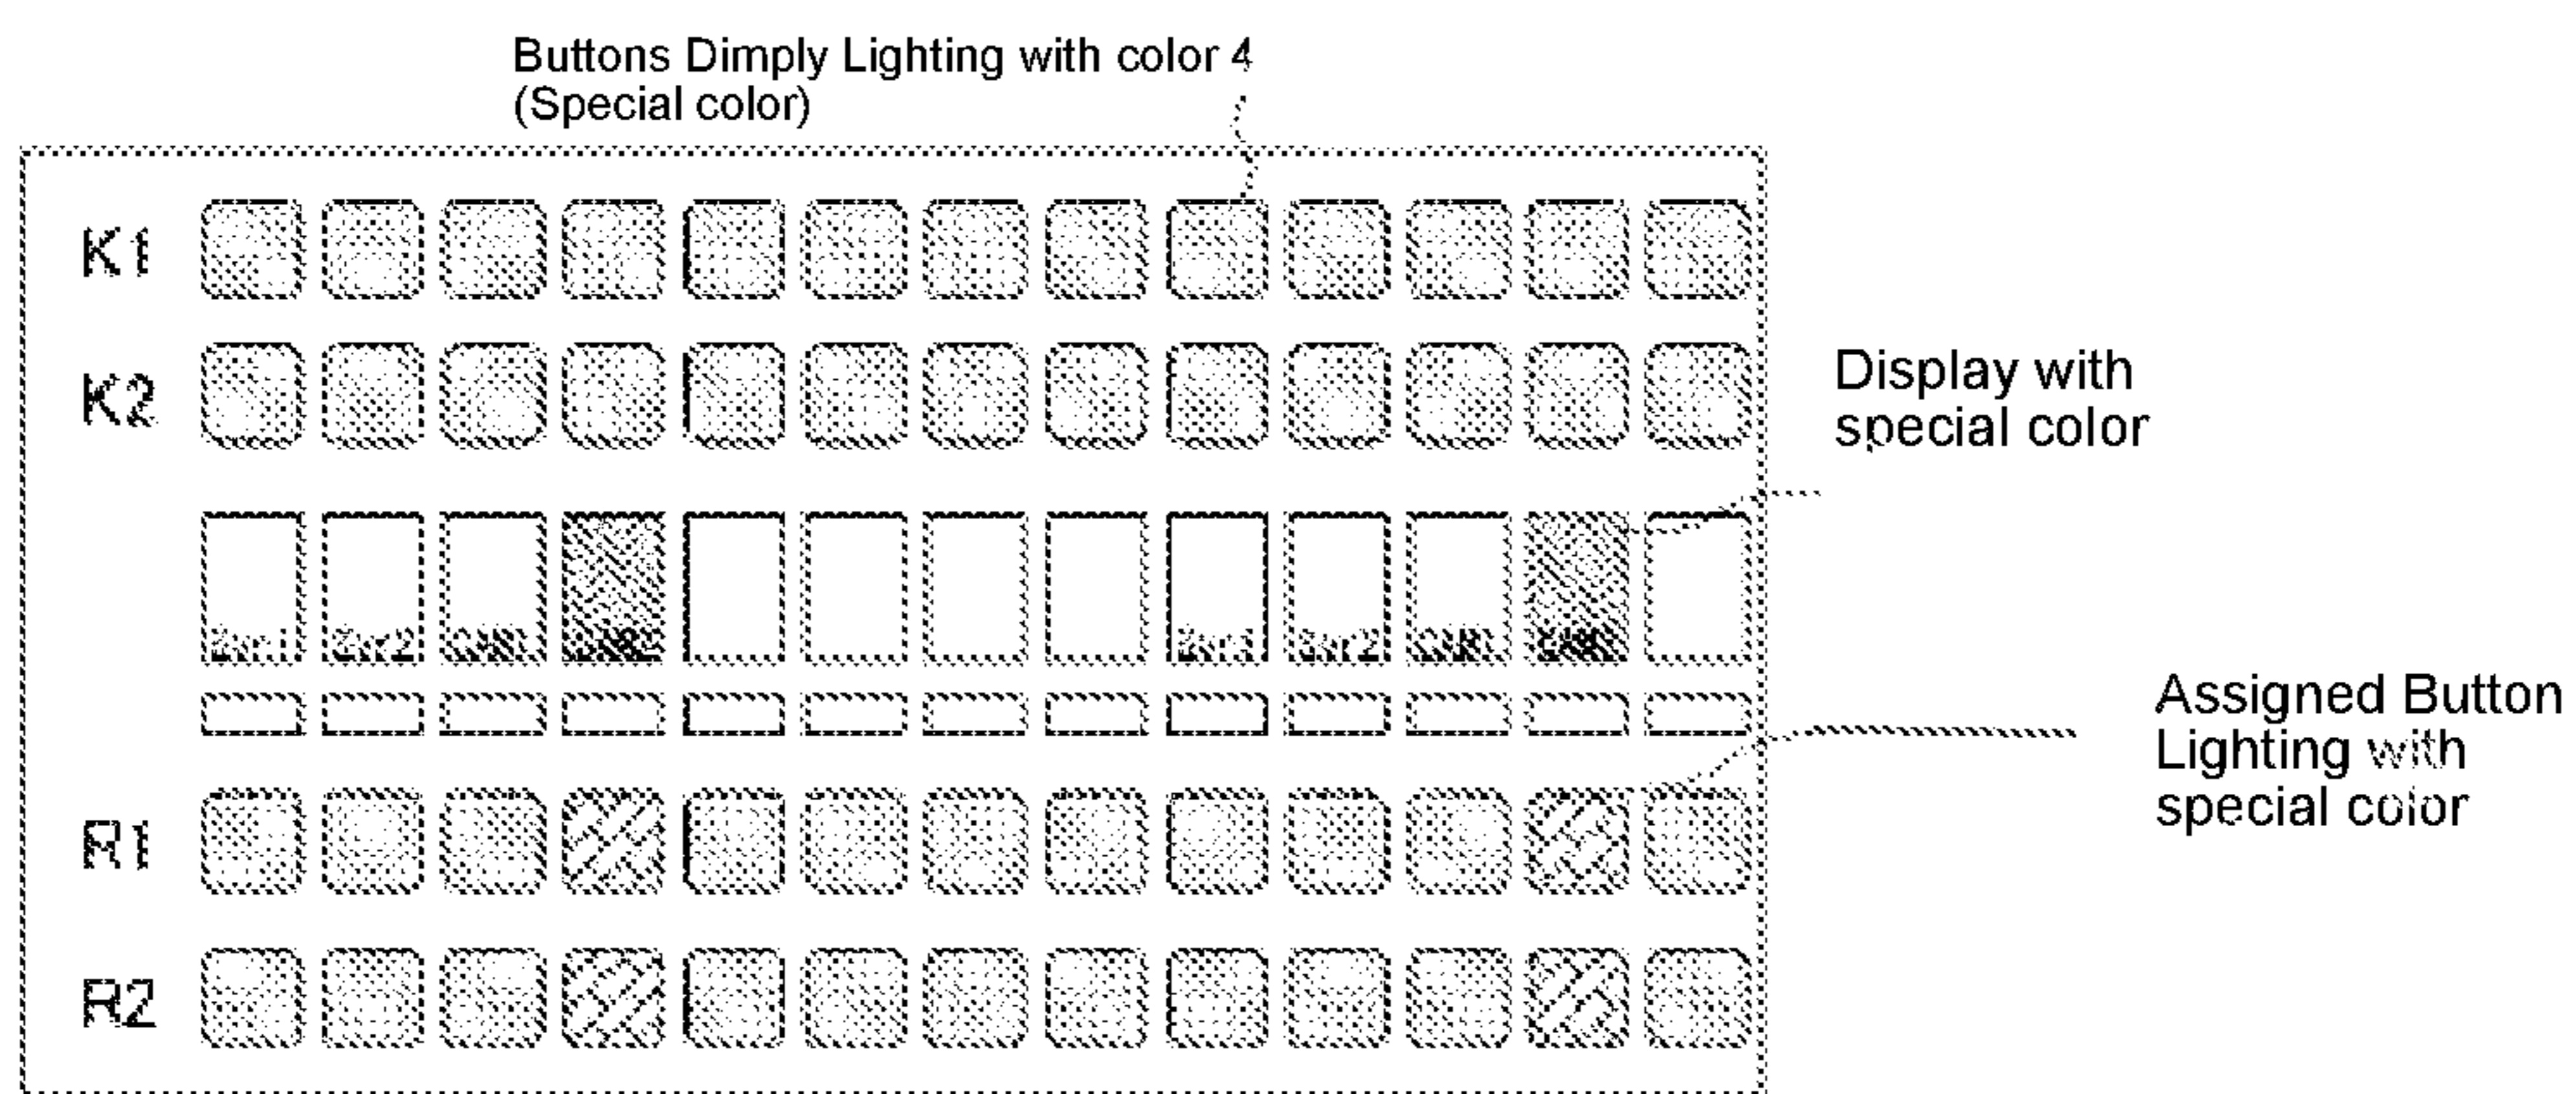 Buttons Dimply Lighting with color 4
(Special color)
K1
K2
Display with
special color
Assigned Button
Lighting with
special color
R1
R2